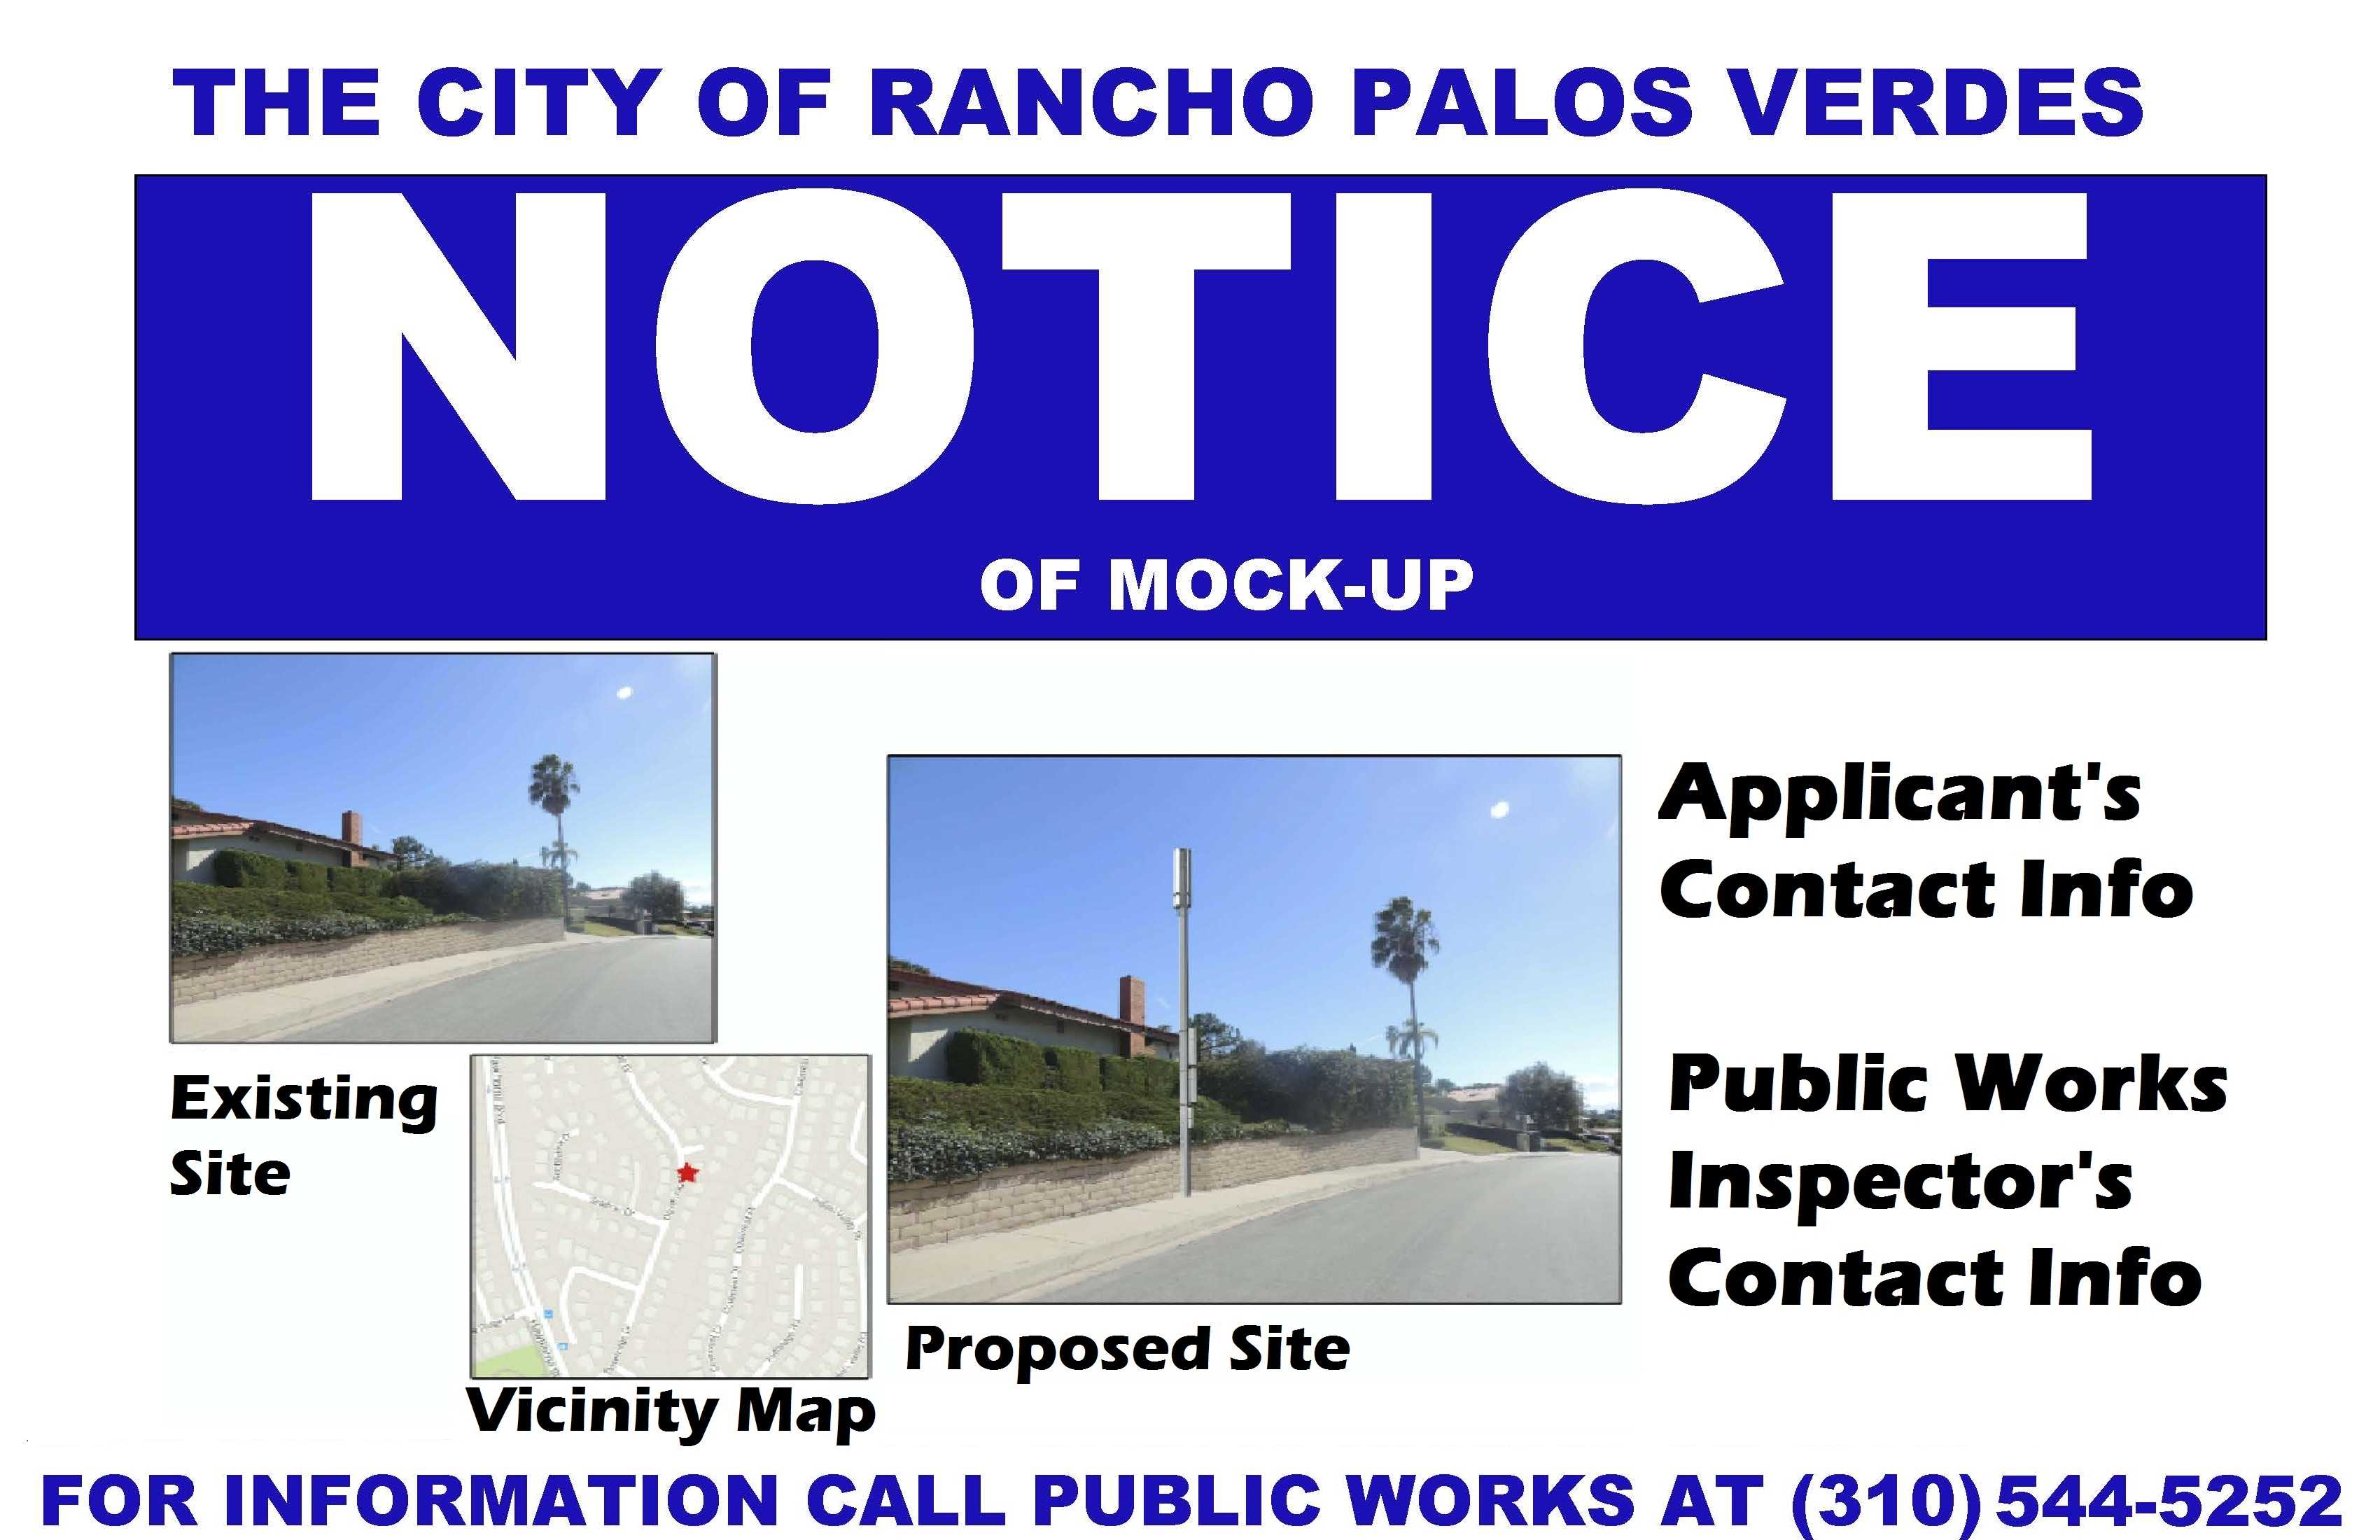 THE CITY OF RANCHO PALOS VERDES
NOTICE
OF MOCK-UP
Existing
Site
Vicinity Map
Proposed Site
Applicant's
Contact Info
Public Works
Inspector's
Contact Info
FOR INFORMATION CALL PUBLIC WORKS AT (310) 544-5252